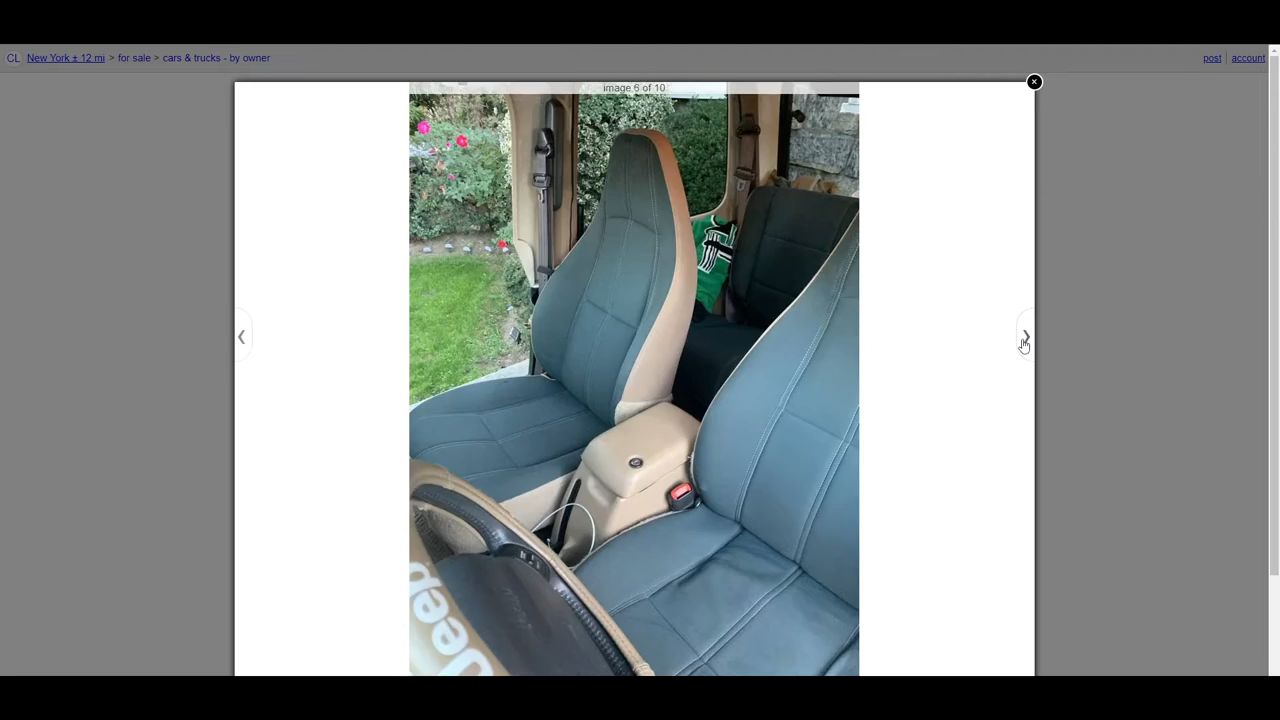 CL New York ± 12 mi > for sale > cars & trucks - by owner
post account
image 6 of 10
Jeep